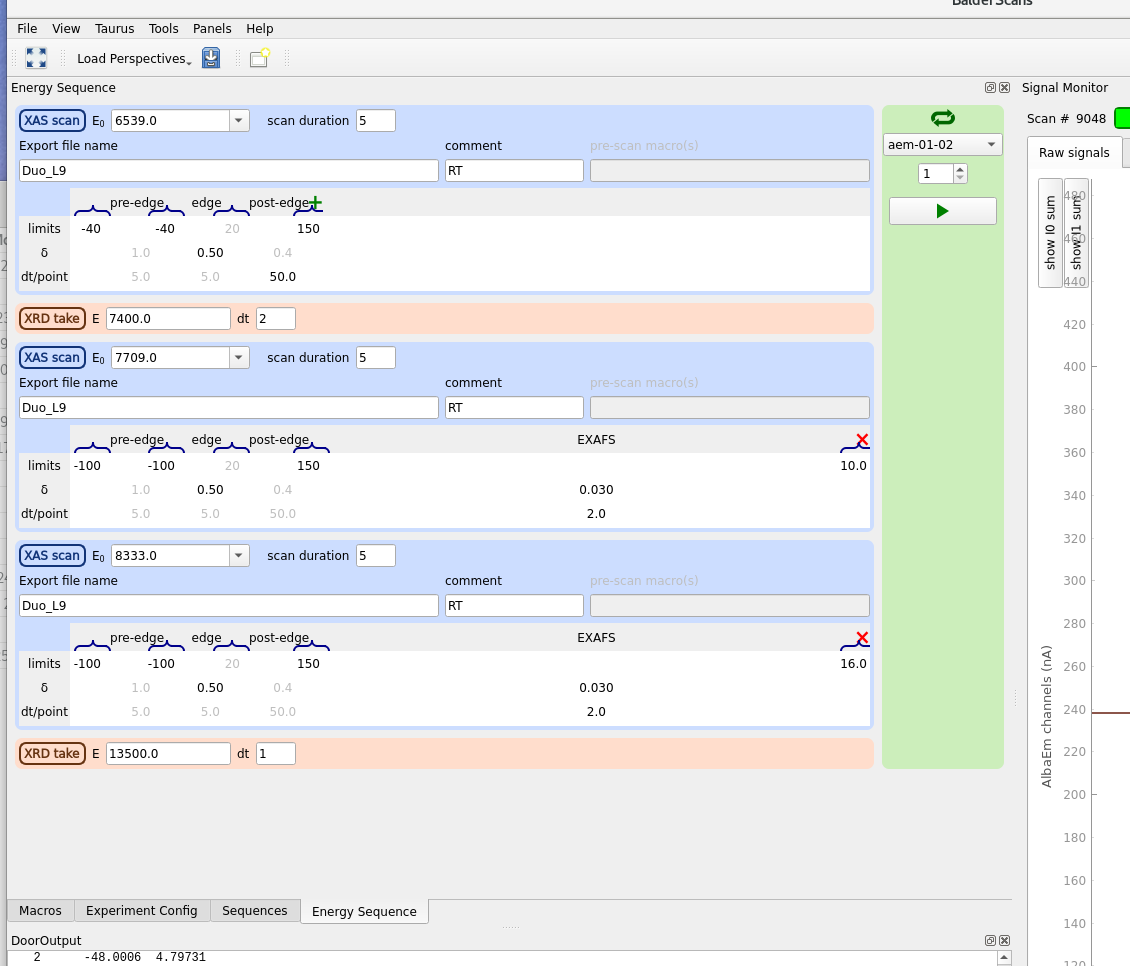 BalderScans
File View Taurus Tools Panels Help
Load Perspectives
Energy Sequence
XAS scan E₀ 6539.0 scan duration 5
Export file name comment pre-scan macro(s)
Duo_L9 RT
pre-edge edge post-edge
limits -40 -40 20 150
δ 1.0 0.50 0.4
dt/point 5.0 5.0 50.0
XRD take E 7400.0 dt 2
XAS scan E₀ 7709.0 scan duration 5
Export file name comment pre-scan macro(s)
Duo_L9 RT
pre-edge edge post-edge EXAFS
limits -100 -100 20 150 10.0
δ 1.0 0.50 0.4 0.030
dt/point 5.0 5.0 50.0 2.0
XAS scan E₀ 8333.0 scan duration 5
Export file name comment pre-scan macro(s)
Duo_L9 RT
pre-edge edge post-edge EXAFS
limits -100 -100 20 150 16.0
δ 1.0 0.50 0.4 0.030
dt/point 5.0 5.0 50.0 2.0
XRD take E 13500.0 dt 1
aem-01-02
1
Macros Experiment Config Sequences Energy Sequence
DoorOutput
2 -48.0006 4.79731
Signal Monitor
Scan # 9048
Raw signals
show I0 sum
show I1 sum
AlbaEm channels (nA)
480
460
440
420
400
380
360
340
320
300
280
260
240
220
200
180
160
140
120